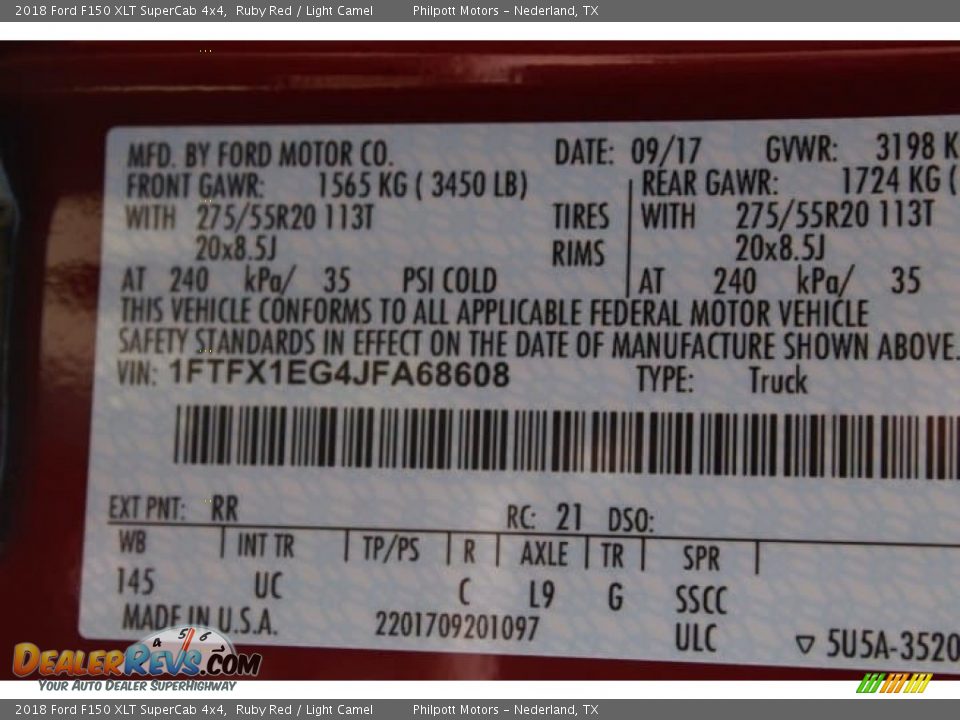 2018 Ford F150 XLT SuperCab 4x4, Ruby Red / Light Camel Philpott Motors – Nederland, TX
MFD. BY FORD MOTOR CO. DATE: 09/17 GVWR: 3198 K
FRONT GAWR: 1565 KG ( 3450 LB) REAR GAWR: 1724 KG (
WITH 275/55R20 113T TIRES WITH 275/55R20 113T
20x8.5J RIMS 20x8.5J
AT 240 kPa/ 35 PSI COLD AT 240 kPa/ 35
THIS VEHICLE CONFORMS TO ALL APPLICABLE FEDERAL MOTOR VEHICLE
SAFETY STANDARDS IN EFFECT ON THE DATE OF MANUFACTURE SHOWN ABOVE.
VIN: 1FTFX1EG4JFA68608 TYPE: Truck
EXT PNT: RR RC: 21 DSO:
WB INT TR TP/PS R AXLE TR SPR
145 UC C L9 G SSCC
MADE IN U.S.A. 2201709201097 ULC ▽ 5U5A-3520
4 5 6
DEALERREVS.COM
YOUR AUTO DEALER SUPERHIGHWAY
2018 Ford F150 XLT SuperCab 4x4, Ruby Red / Light Camel Philpott Motors – Nederland, TX